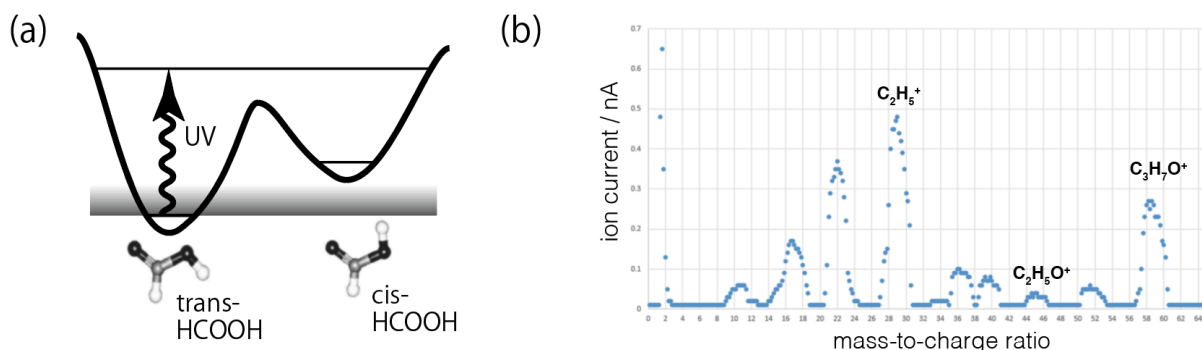 (a)
UV
trans-
HCOOH
cis-
HCOOH
(b)
ion current / nA
0.7
0.6
0.5
0.4
0.3
0.2
0.1
0
C₂H₅⁺
C₂H₅O⁺
C₃H₇O⁺
0 2 4 6 8 10 12 14 16 18 20 22 24 26 28 30 32 34 36 38 40 42 44 46 48 50 52 54 56 58 60 62 64
mass-to-charge ratio